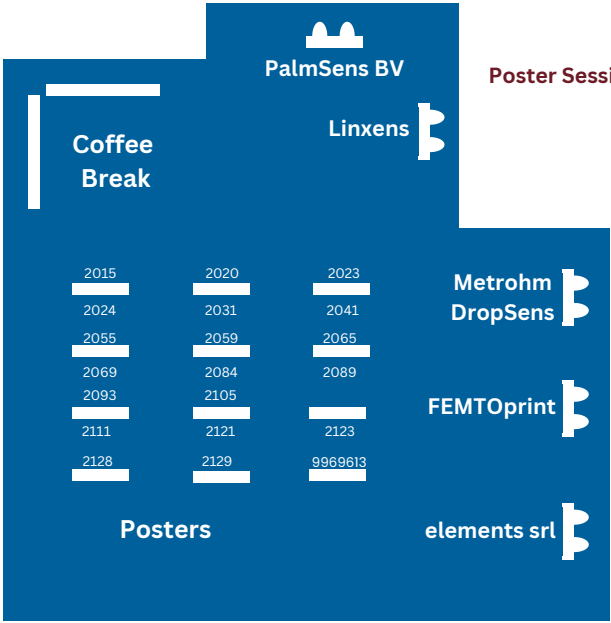 PalmSens BV
Poster Sessi
Linxens
Coffee
Break
2015 2020 2023
2024 2031 2041
2055 2059 2065
2069 2084 2089
2093 2105
2111 2121 2123
2128 2129 9969613
Metrohm
DropSens
FEMTOprint
elements srl
Posters